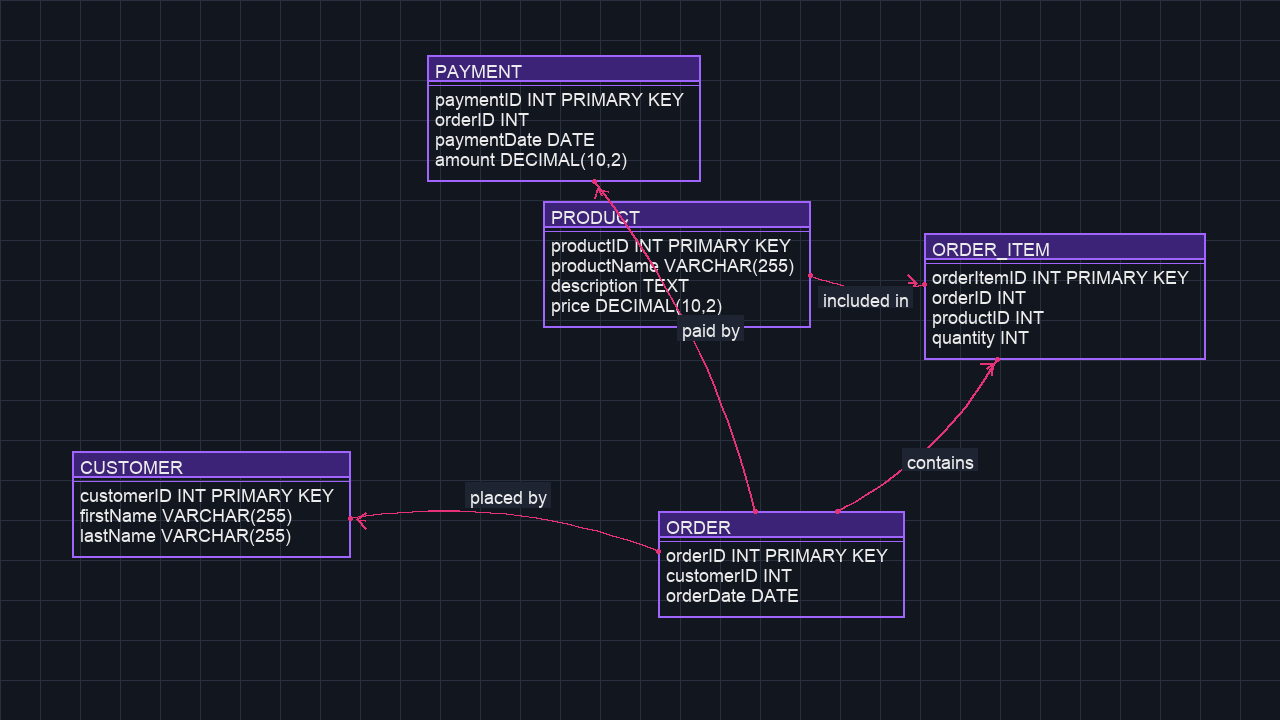 PAYMENT
paymentID INT PRIMARY KEY
orderID INT
paymentDate DATE
amount DECIMAL(10,2)
PRODUCT
productID INT PRIMARY KEY
productName VARCHAR(255)
description TEXT
price DECIMAL(10,2)
ORDER_ITEM
orderItemID INT PRIMARY KEY
orderID INT
productID INT
quantity INT
included in
paid by
CUSTOMER
customerID INT PRIMARY KEY
firstName VARCHAR(255)
lastName VARCHAR(255)
placed by
contains
ORDER
orderID INT PRIMARY KEY
customerID INT
orderDate DATE